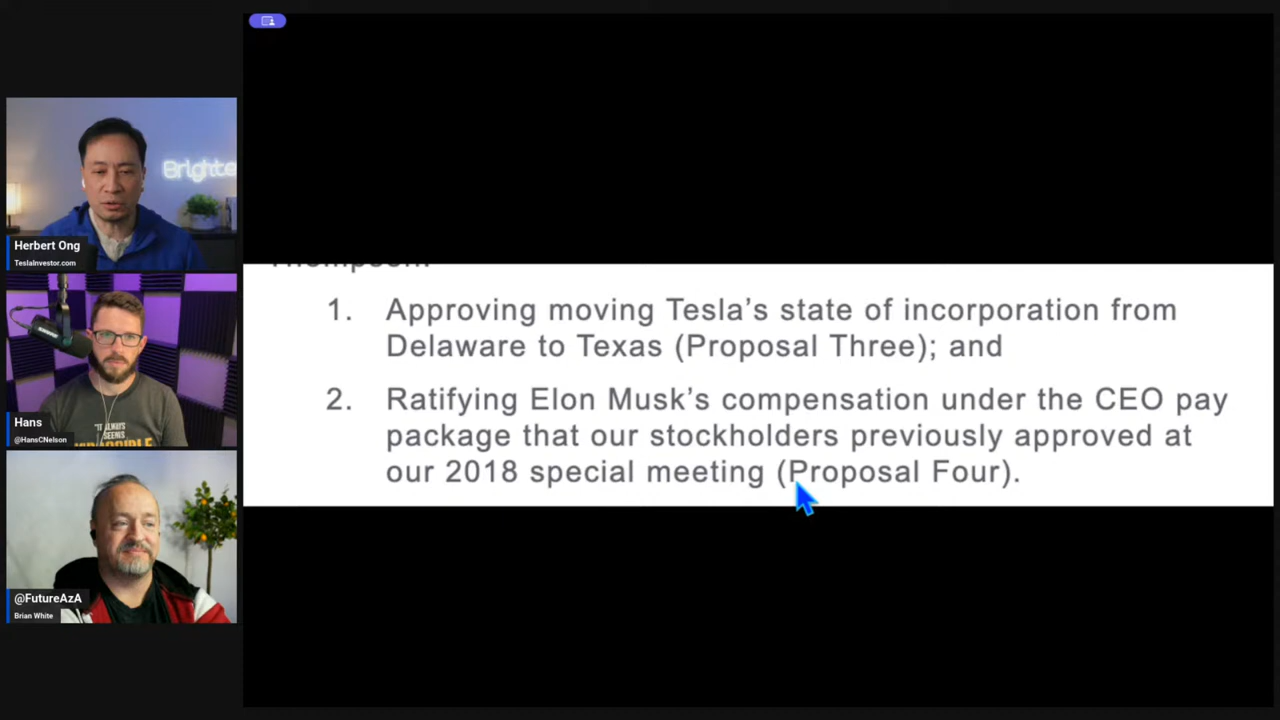 Brighte
Herbert Ong
TeslaInvestor.com
Hans
@HansCNelson
@FutureAzA
Brian White
Thompson:
1. Approving moving Tesla’s state of incorporation from
Delaware to Texas (Proposal Three); and
2. Ratifying Elon Musk’s compensation under the CEO pay
package that our stockholders previously approved at
our 2018 special meeting (Proposal Four).